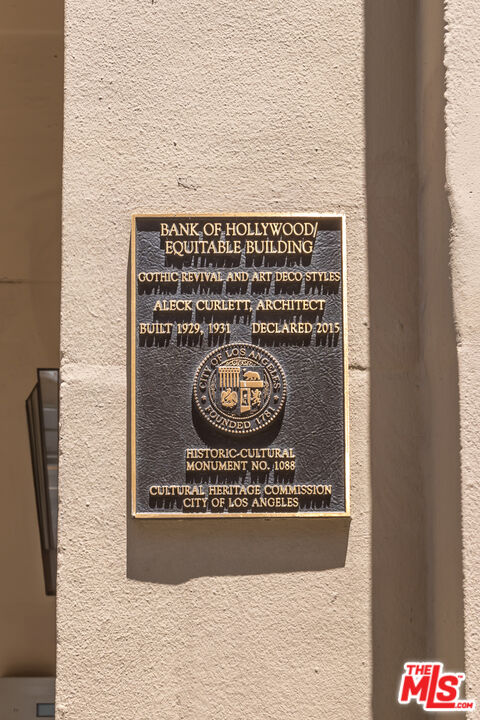 BANK OF HOLLYWOOD/
EQUITABLE BUILDING
GOTHIC REVIVAL AND ART DECO STYLES
ALECK CURLETT, ARCHITECT
BUILT 1929, 1931 DECLARED 2015
CITY OF LOS ANGELES
FOUNDED 1781
HISTORIC-CULTURAL
MONUMENT NO. 1088
CULTURAL HERITAGE COMMISSION
CITY OF LOS ANGELES
THE
MLS
.COM